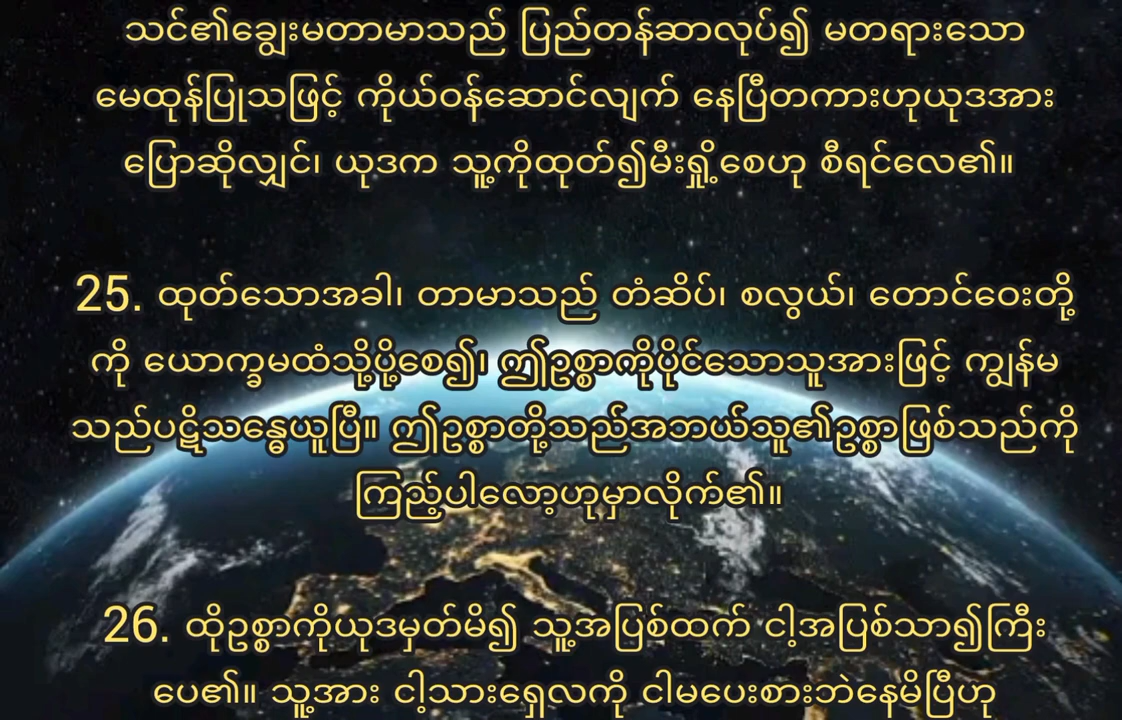 သင်၏ချွေးမတာမာသည် ပြည်တန်ဆာလုပ်၍ မတရားသော
မေထုန်ပြုသဖြင့် ကိုယ်ဝန်ဆောင်လျက် နေပြီတကားဟုယုဒအား
ပြောဆိုလျှင်၊ ယုဒက သူ့ကိုထုတ်၍မီးရှို့စေဟု စီရင်လေ၏။
25. ထုတ်သောအခါ၊ တာမာသည် တံဆိပ်၊ စလွယ်၊ တောင်ဝေးတို့
ကို ယောက္ခမထံသို့ပို့စေ၍၊ ဤဥစ္စာကိုပိုင်သောသူအားဖြင့် ကျွန်မ
သည်ပဋိသန္ဓေယူပြီ။ ဤဥစ္စာတို့သည်အဘယ်သူ၏ဥစ္စာဖြစ်သည်ကို
ကြည့်ပါလော့ဟုမှာလိုက်၏။
26. ထိုဥစ္စာကိုယုဒမှတ်မိ၍ သူ့အပြစ်ထက် ငါ့အပြစ်သာ၍ကြီး
ပေ၏။ သူ့အား ငါ့သားရှေလကို ငါမပေးစားဘဲနေမိပြီဟု